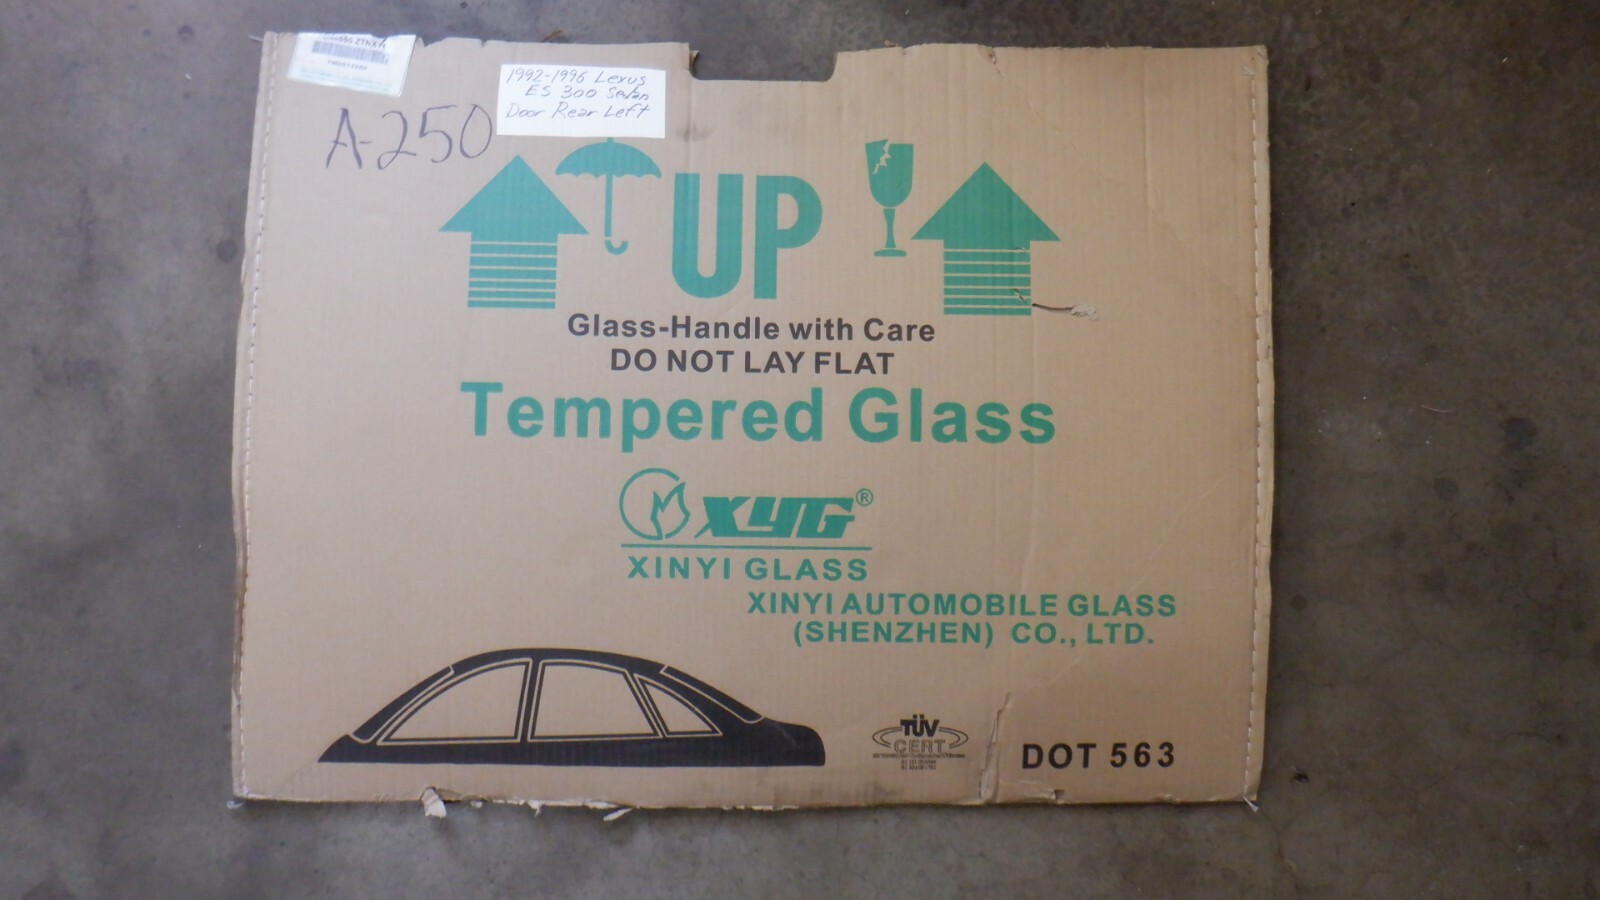 1992-1996 Lexus
ES 300 Sedan
Door Rear Left
A-250
UP
Glass-Handle with Care
DO NOT LAY FLAT
Tempered Glass
XYG®
XINYI GLASS
XINYI AUTOMOBILE GLASS
(SHENZHEN) CO., LTD.
TÜV
CERT
DOT 563